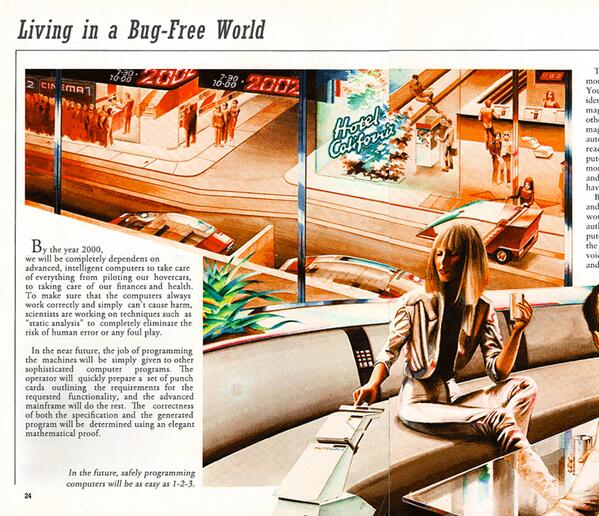 Living in a Bug-Free World
2 CINEMA 1
7·30·
10·00
2002
7·30·
10·00
2002
Hotel
California
By the year 2000,
we will be completely dependent on
advanced, intelligent computers to take care
of everything from piloting our hovercars,
to taking care of our finances and health.
To make sure that the computers always
work correctly and simply can't cause harm,
scientists are working on techniques such as
"static analysis" to completely eliminate the
risk of human error or any foul play.
In the near future, the job of programming
the machines will be simply given to other
sophisticated computer programs. The
operator will quickly prepare a set of punch
cards outlining the requirements for the
requested functionality, and the advanced
mainframe will do the rest. The correctness
of both the specification and the generated
program will be determined using an elegant
mathematical proof.
In the future, safely programming
computers will be as easy as 1-2-3.
24